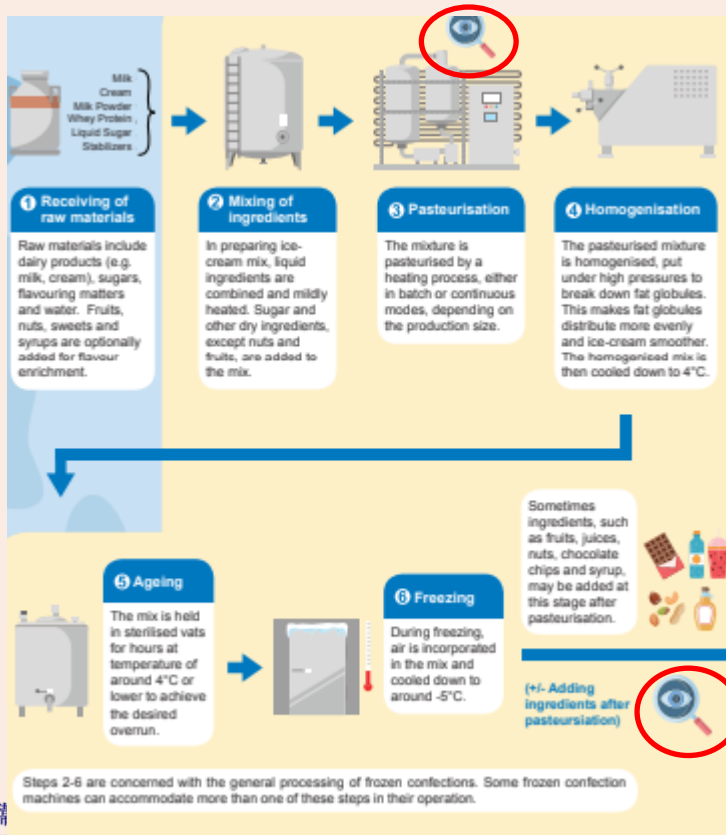 Milk
Cream
Milk Powder
Whey Protein ,
Liquid Sugar
Stabilizers
1 Receiving of
raw materials
Raw materials include
dairy products (e.g.
milk, cream), sugars,
flavouring matters
and water. Fruits,
nuts, sweets and
syrups are optionally
added for flavour
enrichment.
2 Mixing of
ingredients
In preparing ice-
cream mix, liquid
ingredients are
combined and mildly
heated. Sugar and
other dry ingredients,
except nuts and
fruits, are added to
the mix.
3 Pasteurisation
The mixture is
pasteurised by a
heating process, either
in batch or continuous
modes, depending on
the production size.
4 Homogenisation
The pasteurised mixture
is homogenised, put
under high pressures to
break down fat globules.
This makes fat globules
distribute more evenly
and ice-cream smoother.
The homogenised mix is
then cooled down to 4°C.
5 Ageing
The mix is held
in sterilised vats
for hours at
temperature of
around 4°C or
lower to achieve
the desired
overrun.
6 Freezing
During freezing,
air is incorporated
in the mix and
cooled down to
around -5°C.
Sometimes
ingredients, such
as fruits, juices,
nuts, chocolate
chips and syrup,
may be added at
this stage after
pasteurisation.
(+/- Adding
ingredients after
pasteursiation)
Steps 2-6 are concerned with the general processing of frozen confections. Some frozen confection
machines can accommodate more than one of these steps in their operation.